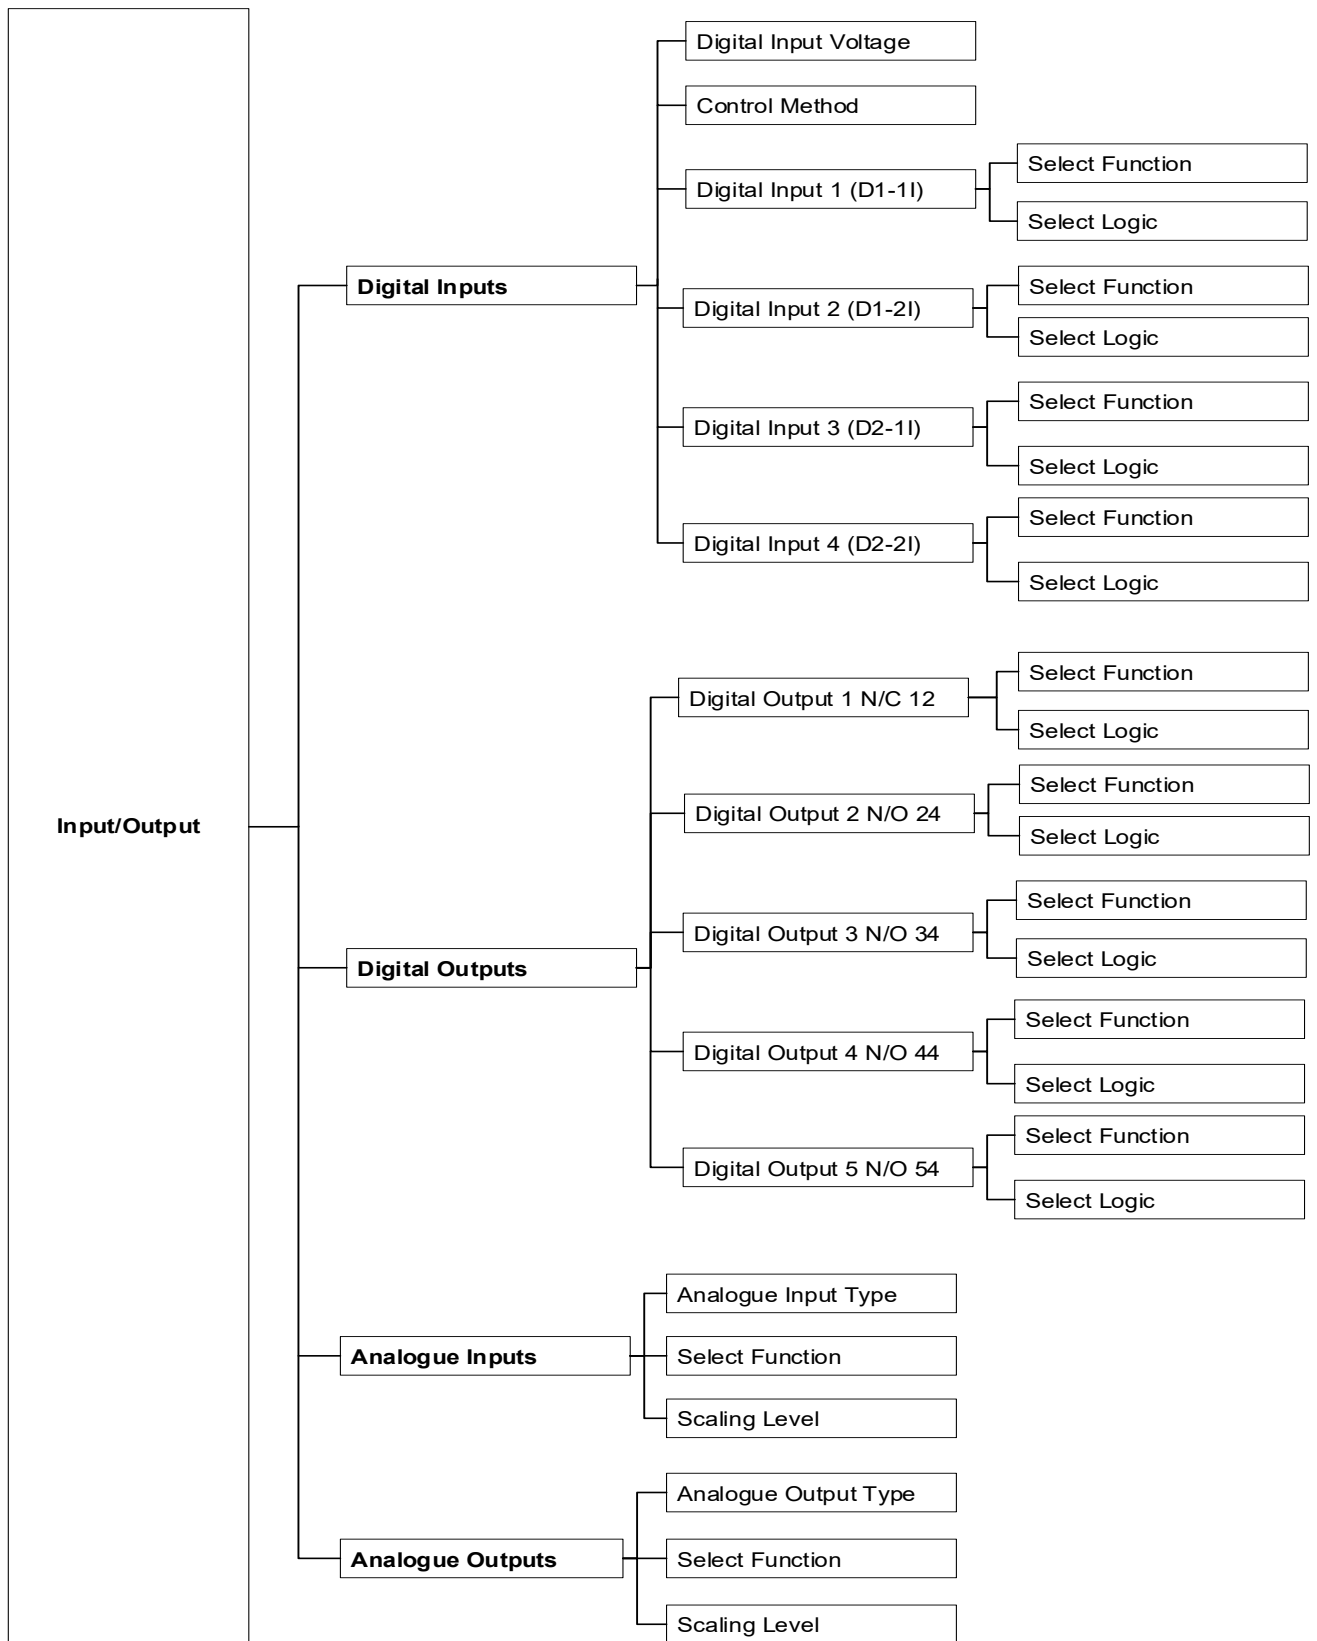 Input/Output
Digital Inputs
Digital Input Voltage
Control Method
Digital Input 1 (D1-1I)
Select Function
Select Logic
Digital Input 2 (D1-2I)
Select Function
Select Logic
Digital Input 3 (D2-1I)
Select Function
Select Logic
Digital Input 4 (D2-2I)
Select Function
Select Logic
Digital Outputs
Digital Output 1 N/C 12
Select Function
Select Logic
Digital Output 2 N/O 24
Select Function
Select Logic
Digital Output 3 N/O 34
Select Function
Select Logic
Digital Output 4 N/O 44
Select Function
Select Logic
Digital Output 5 N/O 54
Select Function
Select Logic
Analogue Inputs
Analogue Input Type
Select Function
Scaling Level
Analogue Outputs
Analogue Output Type
Select Function
Scaling Level